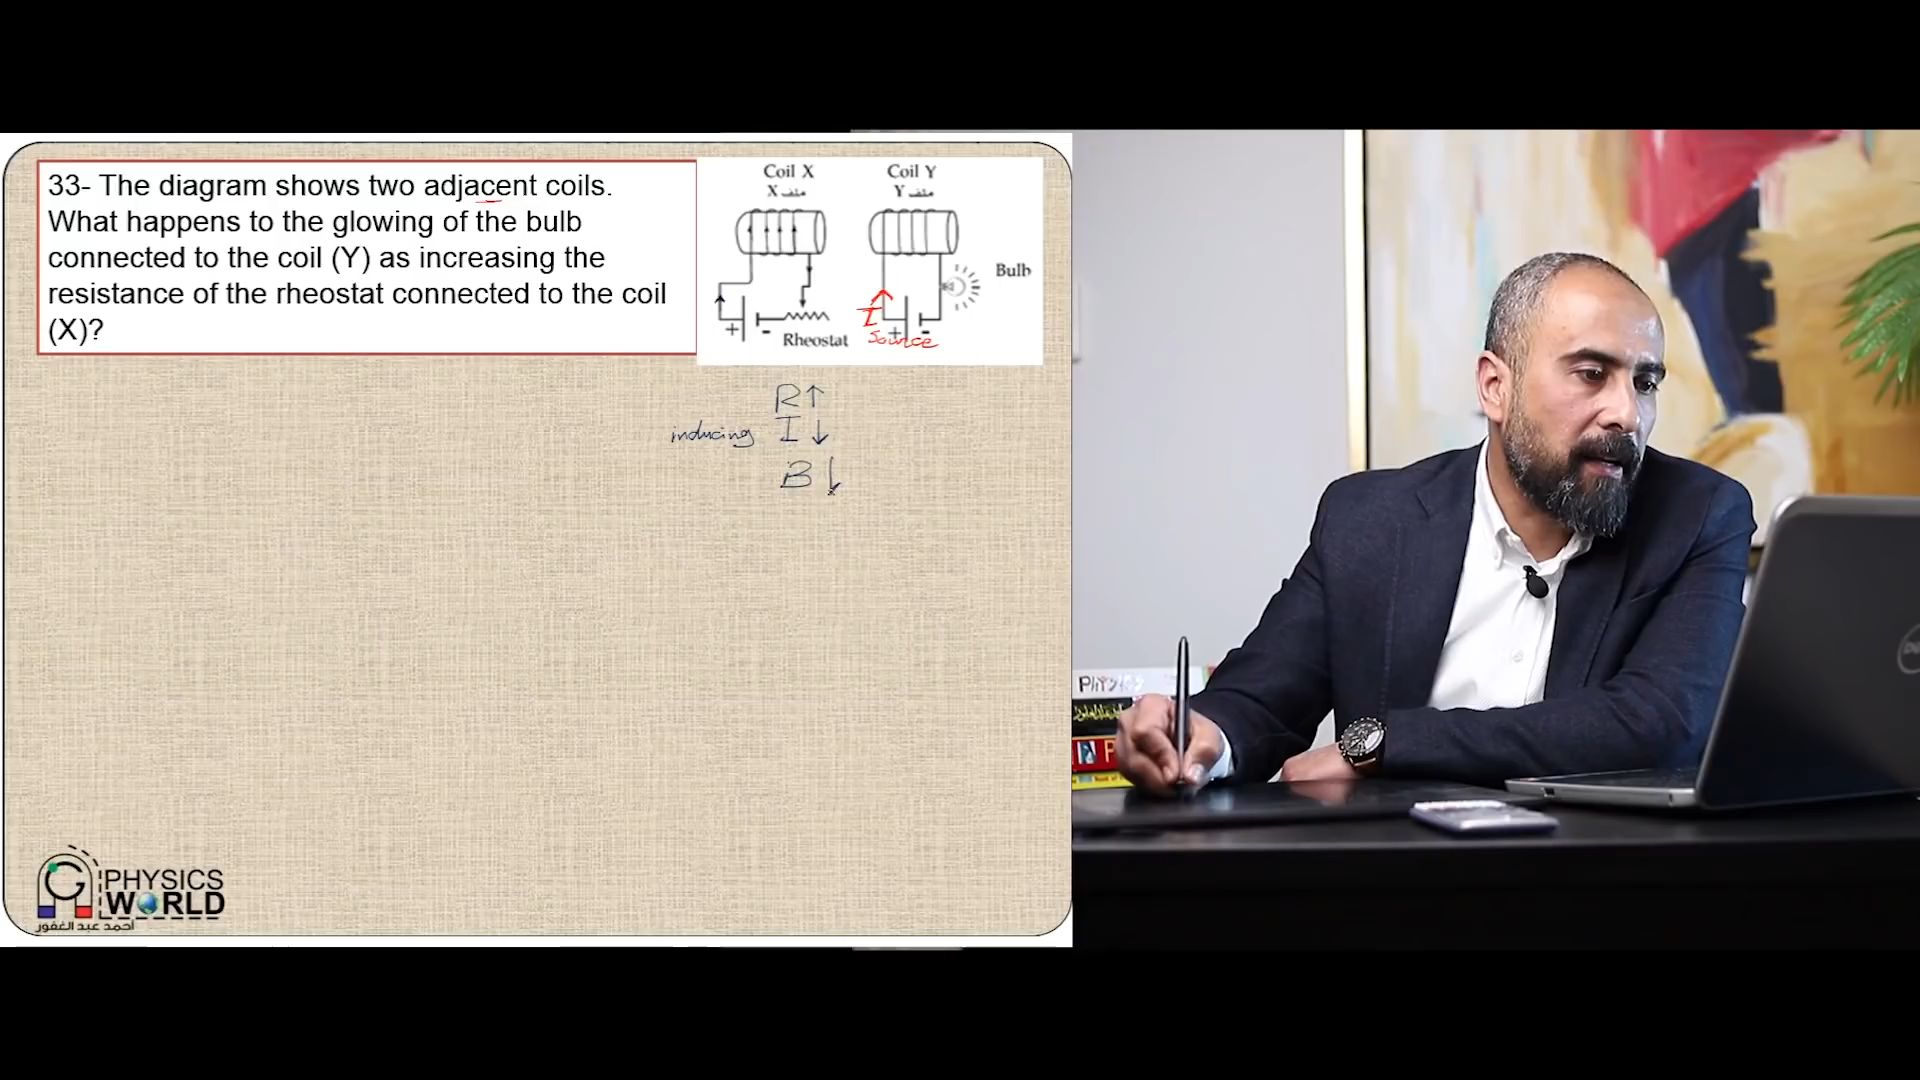 33- The diagram shows two adjacent coils.
What happens to the glowing of the bulb
connected to the coil (Y) as increasing the
resistance of the rheostat connected to the coil
(X)?
Coil X
ملف X
Coil Y
ملف Y
Bulb
+
-
Rheostat
I
+
-
Source
R↑
inducing I↓
B↓
PHYSICS
WORLD
أحمد عبد الغفور
PHYSICS
P